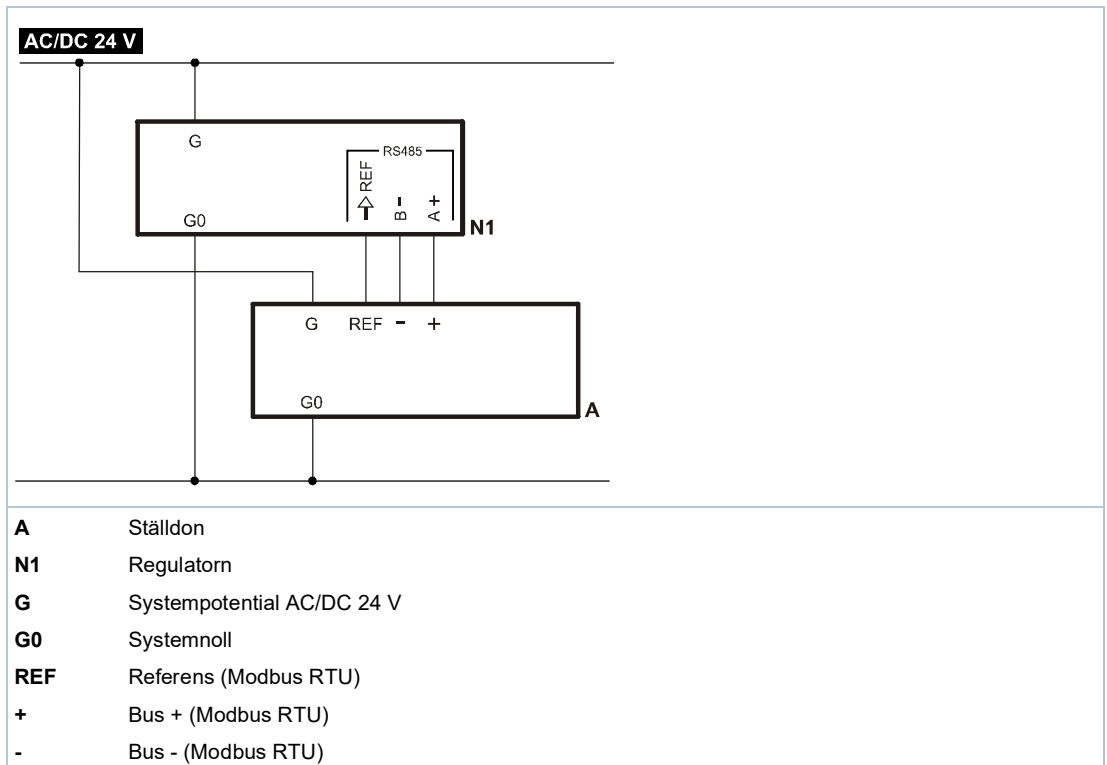 AC/DC 24 V
G
RS485
REF
B -
A +
G0
N1
G REF - +
G0
A
A Ställdon
N1 Regulatorn
G Systempotential AC/DC 24 V
G0 Systemnoll
REF Referens (Modbus RTU)
+ Bus + (Modbus RTU)
- Bus - (Modbus RTU)